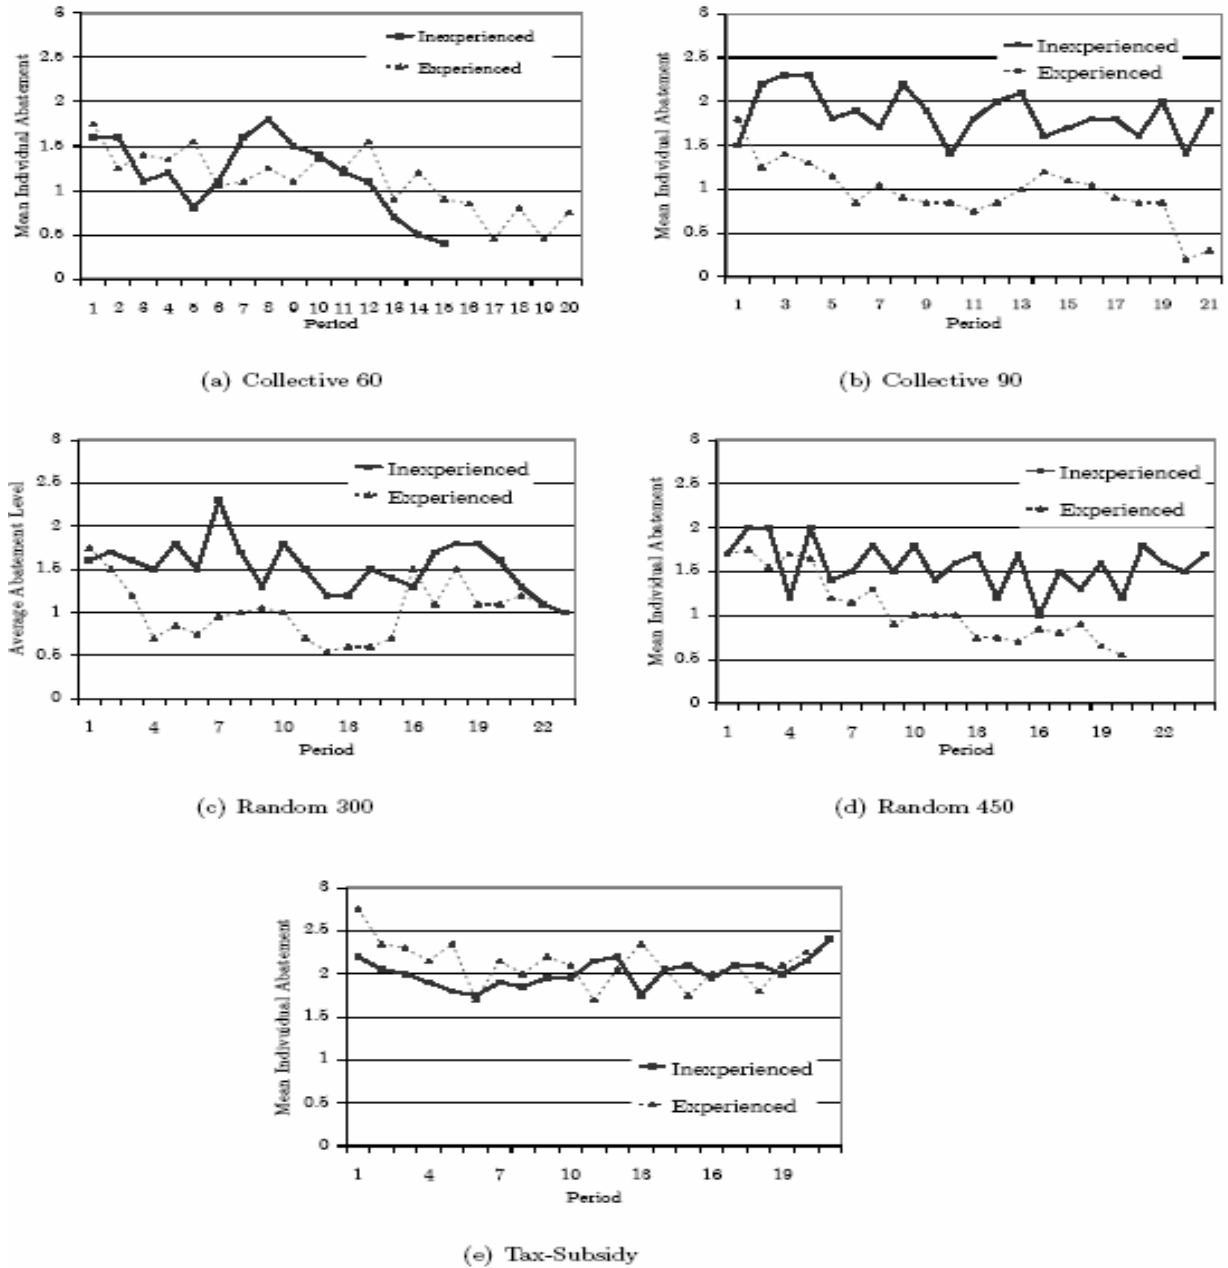 3
2.5
2
1.5
1
0.5
0
Mean Individual Abatement
Inexperienced
Experienced
1 2 3 4 5 6 7 8 9 10 11 12 13 14 15 16 17 18 19 20
Period
(a) Collective 60
3
2.5
2
1.5
1
0.5
0
Mean Individual Abatement
Inexperienced
Experienced
1 3 5 7 9 11 13 15 17 19 21
Period
(b) Collective 90
3
2.5
2
1.5
1
0.5
0
Average Abatement Level
Inexperienced
Experienced
1 4 7 10 13 16 19 22
Period
(c) Random 300
3
2.5
2
1.5
1
0.5
0
Mean Individual Abatement
Inexperienced
Experienced
1 4 7 10 13 16 19 22
Period
(d) Random 450
3
2.5
2
1.5
1
0.5
0
Mean Individual Abatement
Inexperienced
Experienced
1 4 7 10 13 16 19
Period
(e) Tax-Subsidy